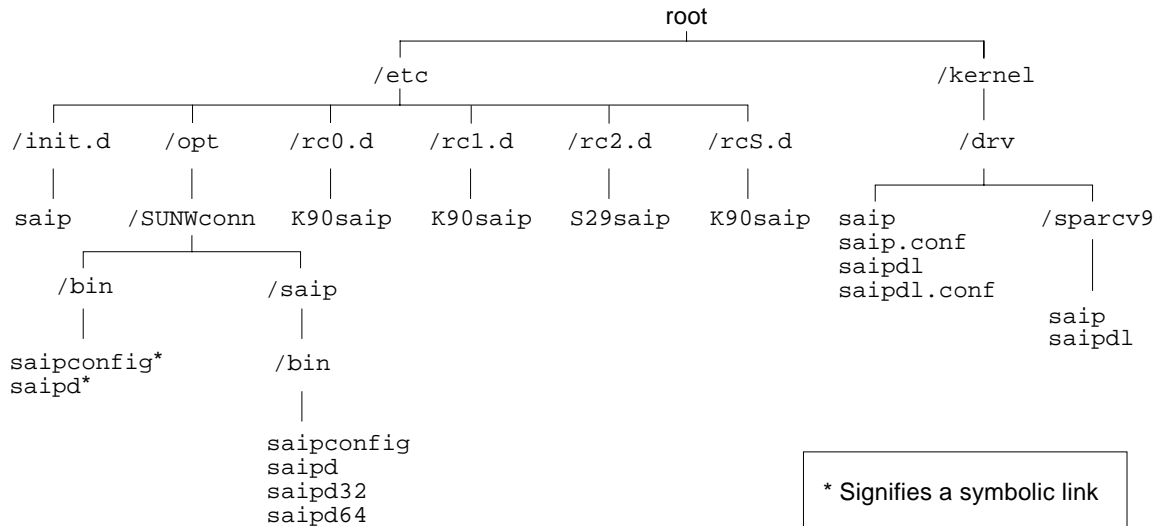 root
/etc /kernel
/init.d /opt /rc0.d /rc1.d /rc2.d /rcS.d /drv
saip /SUNWconn K90saip K90saip S29saip K90saip saip /sparcv9
saip.conf
saipdl
saipdl.conf
/bin /saip
saip
saipdl
saipconfig* /bin
saipd*
saipconfig
saipd
saipd32
saipd64
* Signifies a symbolic link